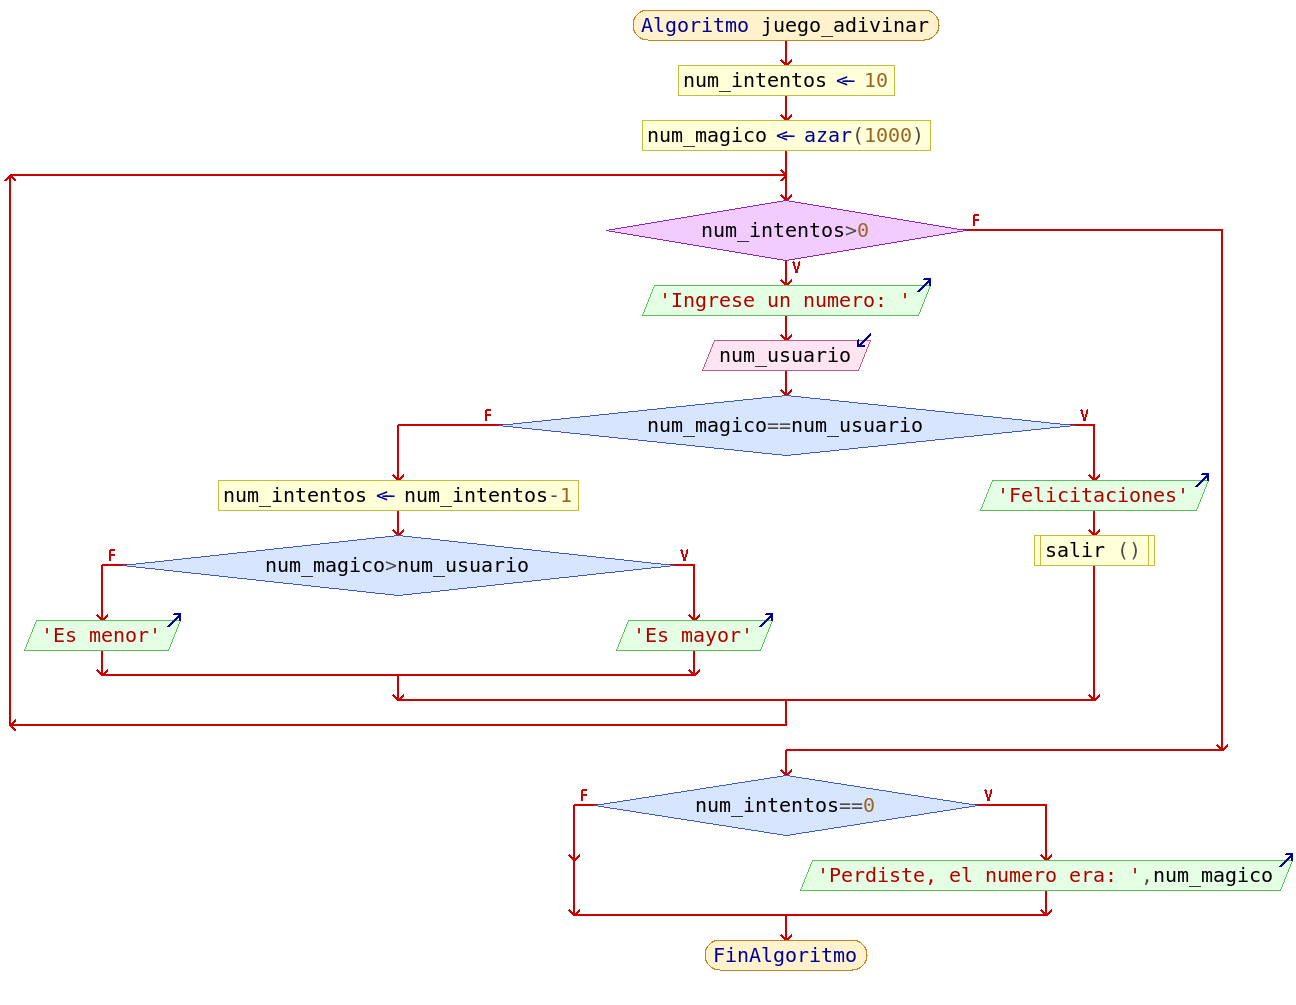 Algoritmo juego_adivinar
num_intentos <- 10
num_magico <- azar(1000)
num_intentos>0
F
V
'Ingrese un numero: '
num_usuario
F
V
num_magico==num_usuario
num_intentos <- num_intentos-1
'Felicitaciones'
F
V
num_magico>num_usuario
salir ()
'Es menor'
'Es mayor'
F
V
num_intentos==0
'Perdiste, el numero era: ',num_magico
FinAlgoritmo